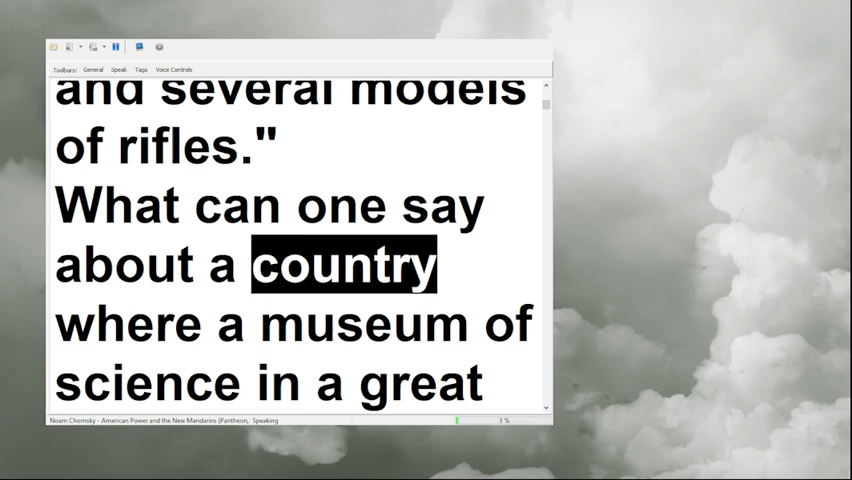 Toolbars: General Speak Tags Voice Controls
and several models
of rifles."
What can one say
about a country
where a museum of
science in a great
Noam Chomsky - American Power and the New Mandarins (Pantheon, Speaking 3 %